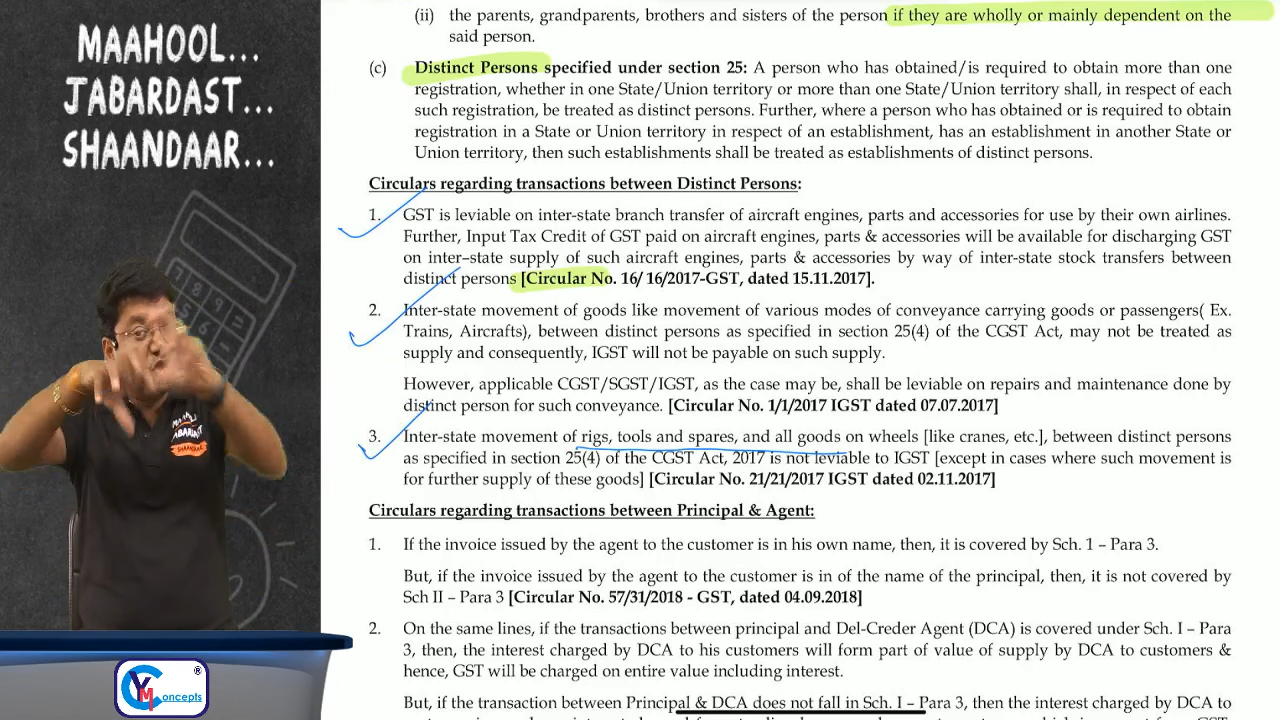 MAAHOOL...
JABARDAST...
SHAANDAAR...
(ii) the parents, grandparents, brothers and sisters of the person if they are wholly or mainly dependent on the
said person.
(c) Distinct Persons specified under section 25: A person who has obtained/is required to obtain more than one
registration, whether in one State/Union territory or more than one State/Union territory shall, in respect of each
such registration, be treated as distinct persons. Further, where a person who has obtained or is required to obtain
registration in a State or Union territory in respect of an establishment, has an establishment in another State or
Union territory, then such establishments shall be treated as establishments of distinct persons.
Circulars regarding transactions between Distinct Persons:
1. GST is leviable on inter-state branch transfer of aircraft engines, parts and accessories for use by their own airlines.
Further, Input Tax Credit of GST paid on aircraft engines, parts & accessories will be available for discharging GST
on inter–state supply of such aircraft engines, parts & accessories by way of inter-state stock transfers between
distinct persons [Circular No. 16/ 16/2017-GST, dated 15.11.2017].
2. Inter-state movement of goods like movement of various modes of conveyance carrying goods or passengers( Ex.
Trains, Aircrafts), between distinct persons as specified in section 25(4) of the CGST Act, may not be treated as
supply and consequently, IGST will not be payable on such supply.
However, applicable CGST/SGST/IGST, as the case may be, shall be leviable on repairs and maintenance done by
distinct person for such conveyance. [Circular No. 1/1/2017 IGST dated 07.07.2017]
3. Inter-state movement of rigs, tools and spares, and all goods on wheels [like cranes, etc.], between distinct persons
as specified in section 25(4) of the CGST Act, 2017 is not leviable to IGST [except in cases where such movement is
for further supply of these goods] [Circular No. 21/21/2017 IGST dated 02.11.2017]
Circulars regarding transactions between Principal & Agent:
1. If the invoice issued by the agent to the customer is in his own name, then, it is covered by Sch. 1 – Para 3.
But, if the invoice issued by the agent to the customer is in of the name of the principal, then, it is not covered by
Sch II – Para 3 [Circular No. 57/31/2018 - GST, dated 04.09.2018]
2. On the same lines, if the transactions between principal and Del-Creder Agent (DCA) is covered under Sch. I – Para
3, then, the interest charged by DCA to his customers will form part of value of supply by DCA to customers &
hence, GST will be charged on entire value including interest.
But, if the transaction between Principal & DCA does not fall in Sch. I – Para 3, then the interest charged by DCA to
YM Concepts ®